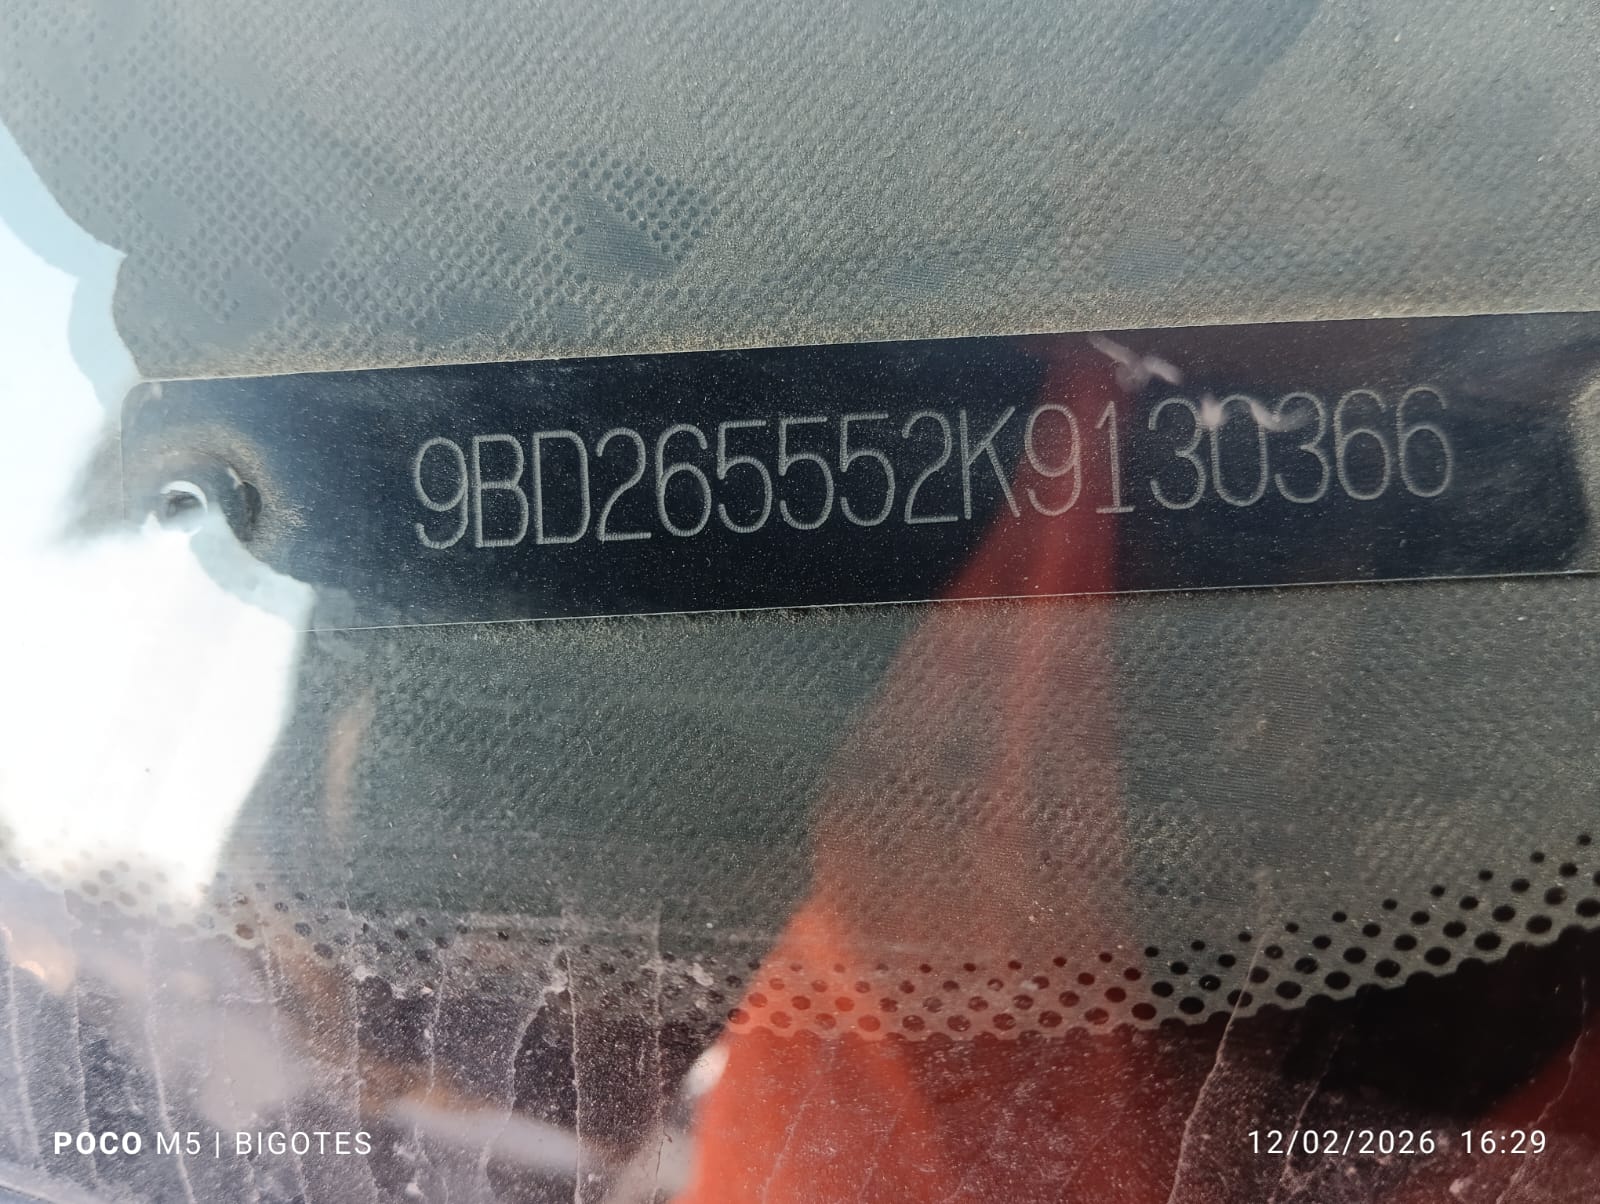 9BD265552K9130366
POCO M5 | BIGOTES
12/02/2026 16:29